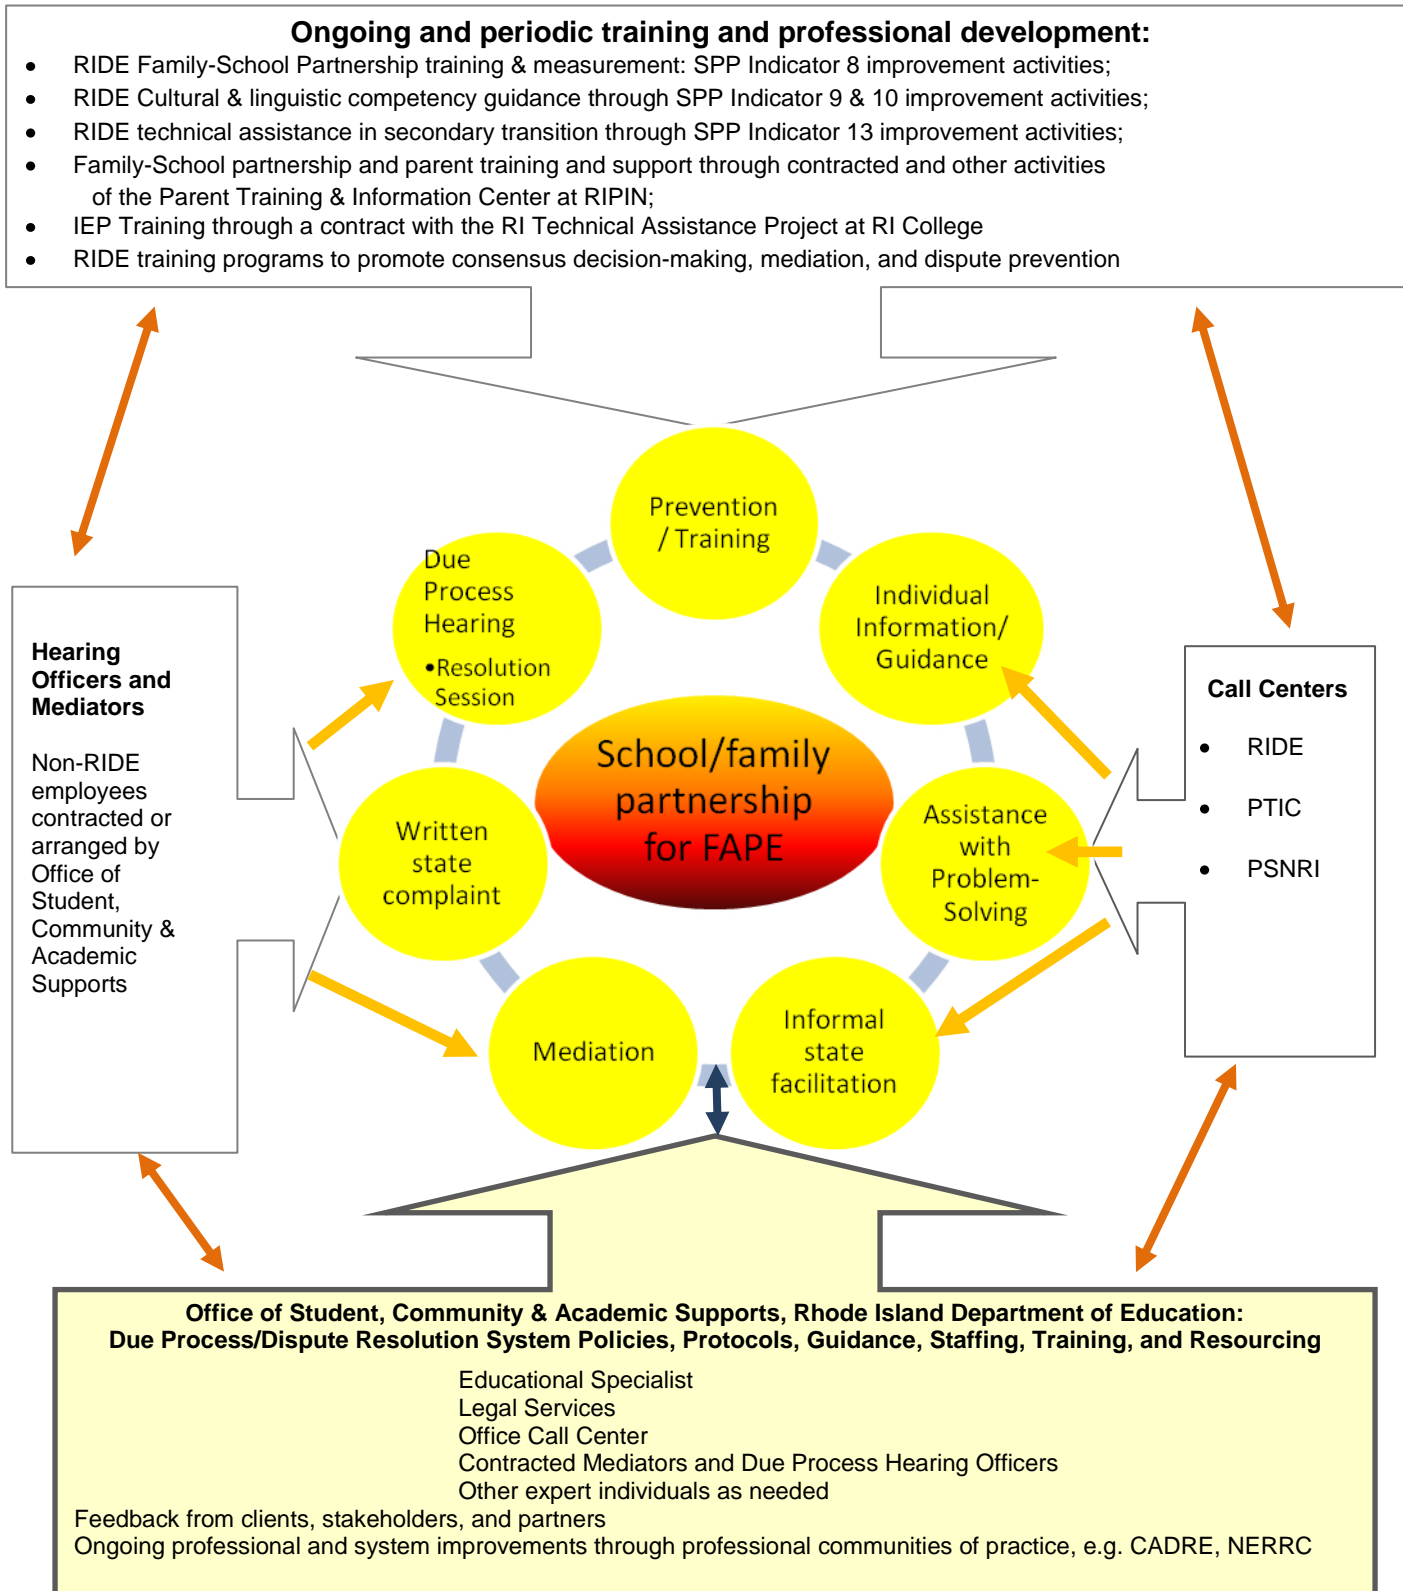 Ongoing and periodic training and professional development:
• RIDE Family-School Partnership training & measurement: SPP Indicator 8 improvement activities;
• RIDE Cultural & linguistic competency guidance through SPP Indicator 9 & 10 improvement activities;
• RIDE technical assistance in secondary transition through SPP Indicator 13 improvement activities;
• Family-School partnership and parent training and support through contracted and other activities
of the Parent Training & Information Center at RIPIN;
• IEP Training through a contract with the RI Technical Assistance Project at RI College
• RIDE training programs to promote consensus decision-making, mediation, and dispute prevention
Prevention
/ Training
Due
Process
Hearing
•Resolution
Session
Individual
Information/
Guidance
Hearing
Officers and
Mediators
Non-RIDE
employees
contracted or
arranged by
Office of
Student,
Community &
Academic
Supports
School/family
partnership
for FAPE
Call Centers
• RIDE
• PTIC
• PSNRI
Written
state
complaint
Assistance
with
Problem-
Solving
Mediation
Informal
state
facilitation
Office of Student, Community & Academic Supports, Rhode Island Department of Education:
Due Process/Dispute Resolution System Policies, Protocols, Guidance, Staffing, Training, and Resourcing
Educational Specialist
Legal Services
Office Call Center
Contracted Mediators and Due Process Hearing Officers
Other expert individuals as needed
Feedback from clients, stakeholders, and partners
Ongoing professional and system improvements through professional communities of practice, e.g. CADRE, NERRC